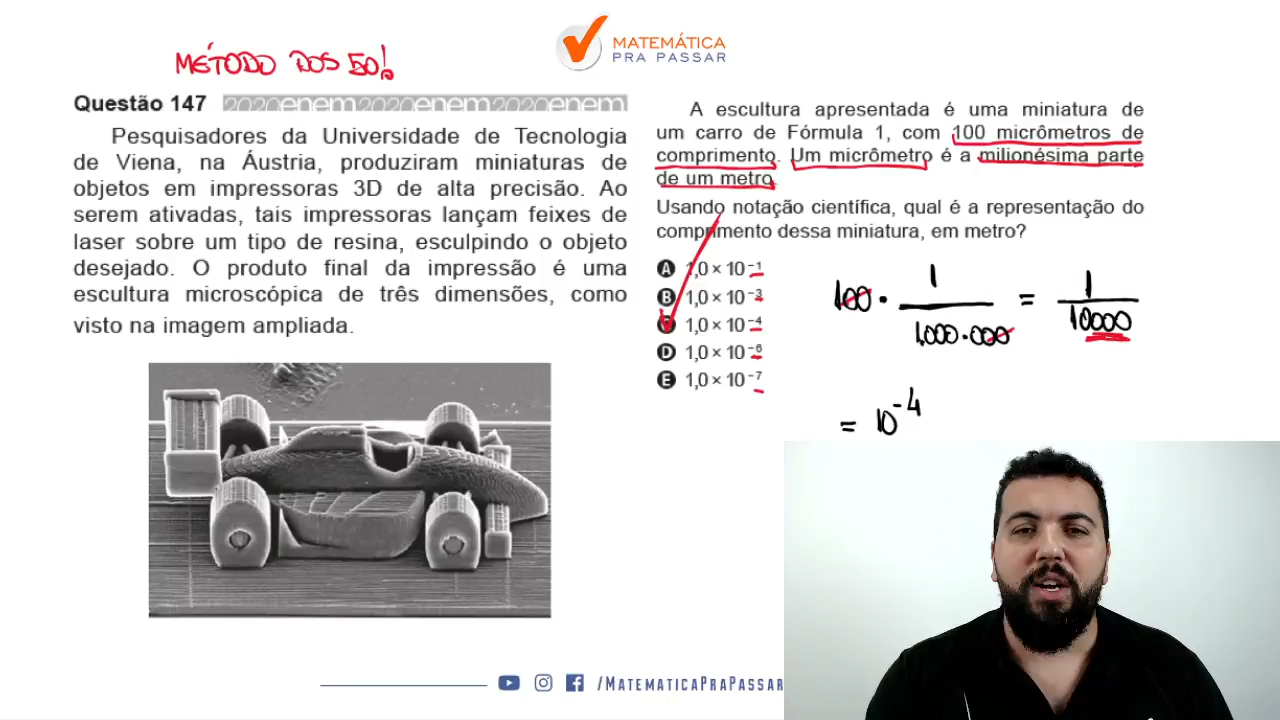 MÉTODO DOS 50!
MATEMÁTICA
PRA PASSAR
Questão 147 2020enem2020enem2020enem
Pesquisadores da Universidade de Tecnologia
de Viena, na Áustria, produziram miniaturas de
objetos em impressoras 3D de alta precisão. Ao
serem ativadas, tais impressoras lançam feixes de
laser sobre um tipo de resina, esculpindo o objeto
desejado. O produto final da impressão é uma
escultura microscópica de três dimensões, como
visto na imagem ampliada.
A escultura apresentada é uma miniatura de
um carro de Fórmula 1, com 100 micrômetros de
comprimento. Um micrômetro é a milionésima parte
de um metro.
Usando notação científica, qual é a representação do
comprimento dessa miniatura, em metro?
A 1,0 × 10⁻¹
B 1,0 × 10⁻³
1,0 × 10⁻⁴
D 1,0 × 10⁻⁶
E 1,0 × 10⁻⁷
100 · 1 / 1.000.000 = 1 / 10000
= 10⁻⁴
/MATEMATICAPRAPASSAR